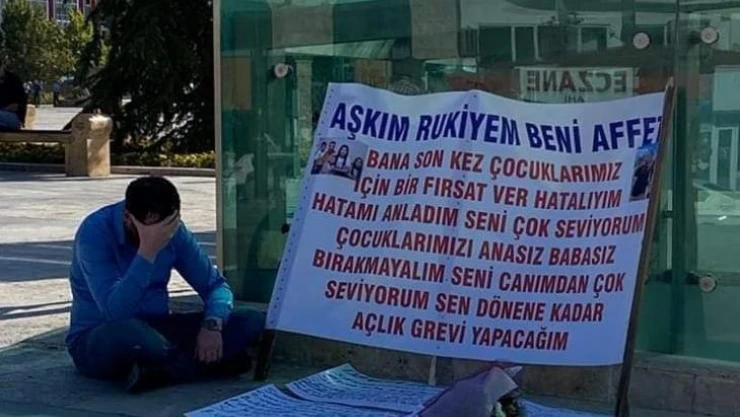 ECZANE
AŞKIM RUKİYEM BENİ AFFET
BANA SON KEZ ÇOCUKLARIMIZ
İÇİN BİR FIRSAT VER HATALIYIM
HATAMI ANLADIM SENİ ÇOK SEVİYORUM
ÇOCUKLARIMIZI ANASIZ BABASIZ
BIRAKMAYALIM SENİ CANIMDAN ÇOK
SEVİYORUM SEN DÖNENE KADAR
AÇLIK GREVİ YAPACAĞIM